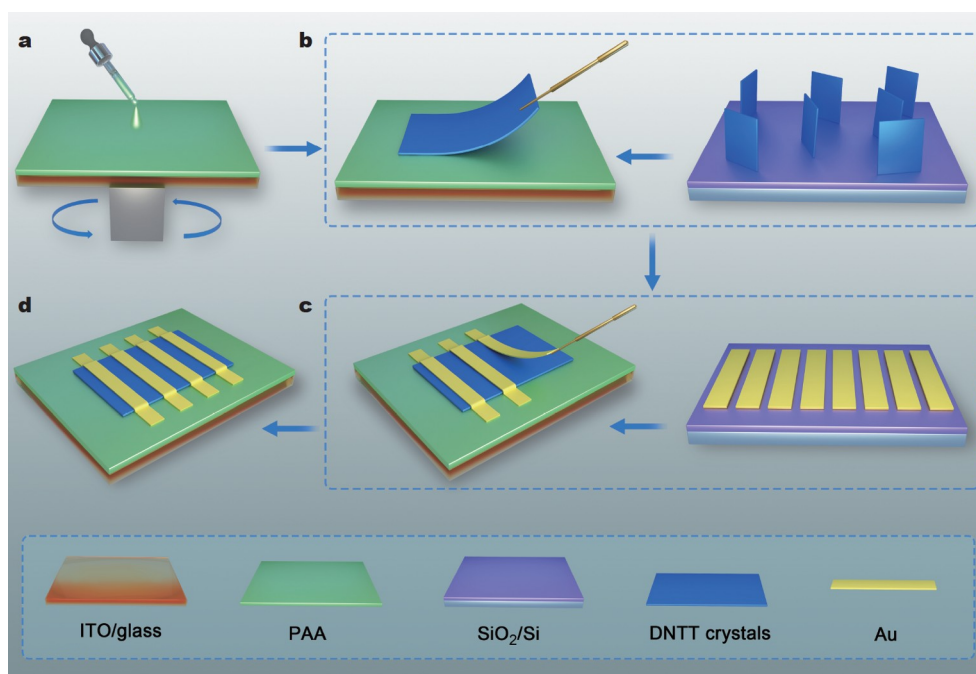 a
b
d
c
ITO/glass
PAA
SiO₂/Si
DNTT crystals
Au